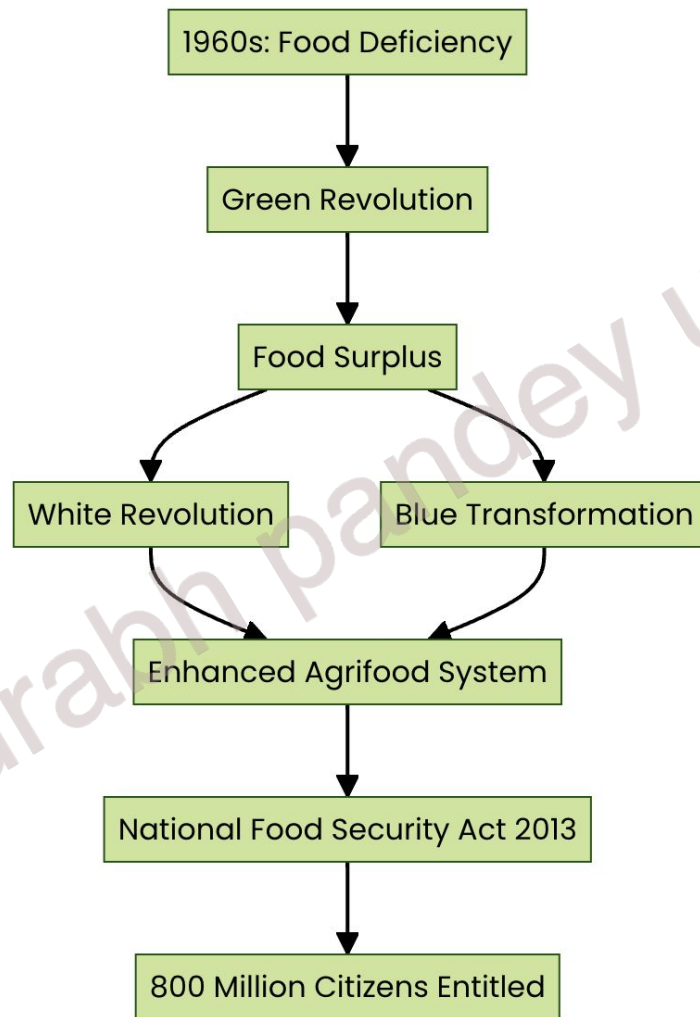 1960s: Food Deficiency
Green Revolution
Food Surplus
White Revolution
Blue Transformation
Enhanced Agrifood System
National Food Security Act 2013
800 Million Citizens Entitled
pandey